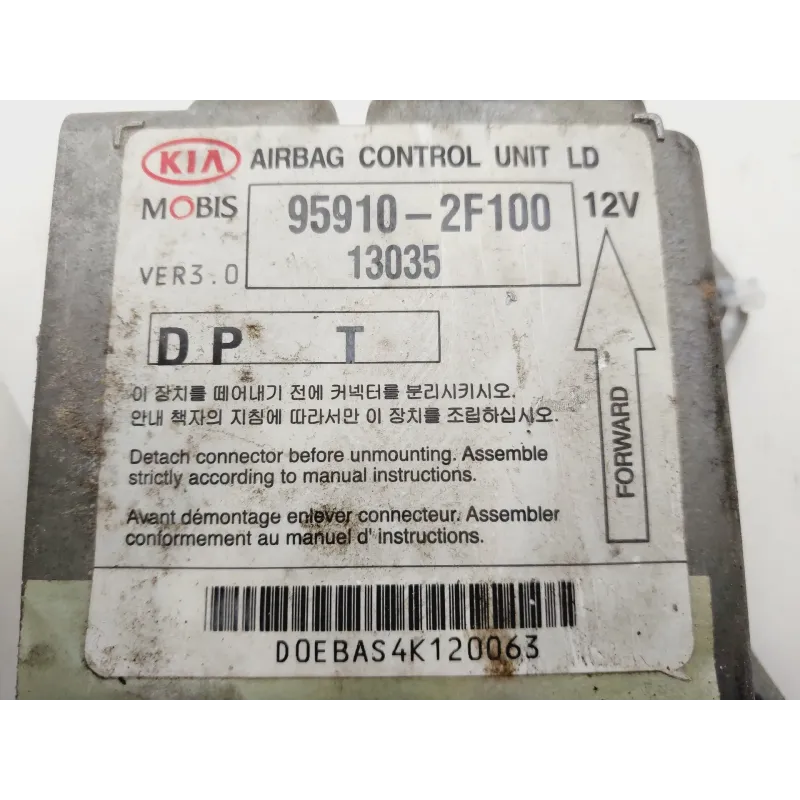 KIA AIRBAG CONTROL UNIT LD
MOBIS 95910-2F100 12V
VER3.0 13035
DP T
이 장치를 떼어내기 전에 커넥터를 분리시키시오.
안내 책자의 지침에 따라서만 이 장치를 조립하십시오.
Detach connector before unmounting. Assemble
strictly according to manual instructions.
Avant démontage enlever connecteur. Assembler
conformement au manuel d' instructions.
FORWARD
D0EBAS4K120063